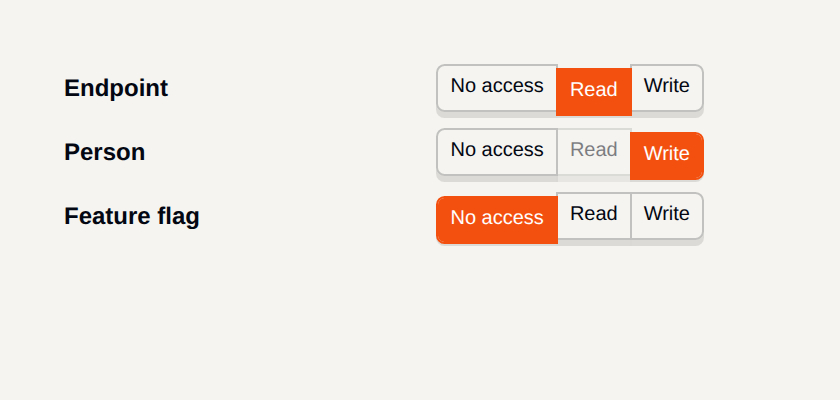 Endpoint No access Read Write
Person No access Read Write
Feature flag No access Read Write